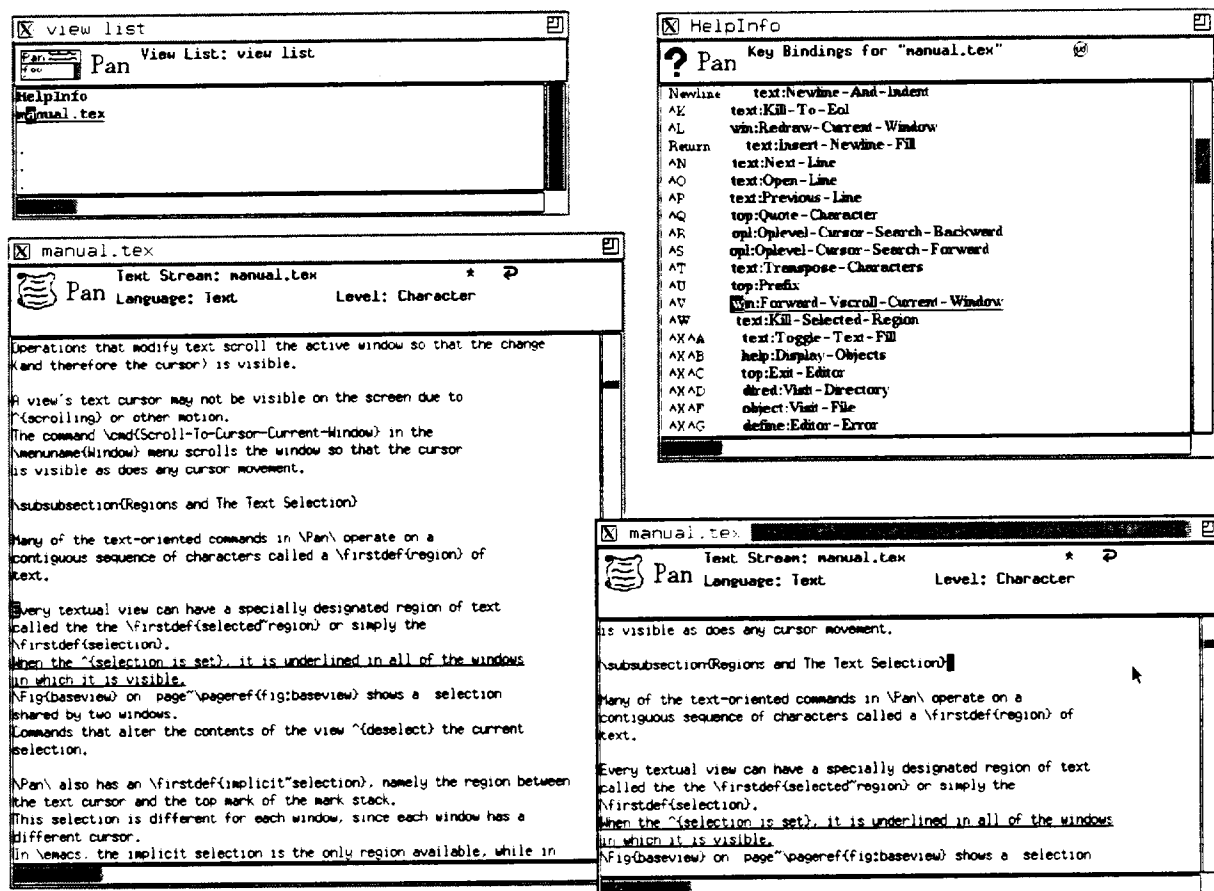 view list
Pan View List: view list
HelpInfo
manual.tex
HelpInfo
Pan Key Bindings for "manual.tex"
Newline text:Newline-And-Indent
^K text:Kill-To-Eol
^L win:Redraw-Current-Window
Return text:Insert-Newline-Fill
^N text:Next-Line
^O text:Open-Line
^P text:Previous-Line
^Q top:Quote-Character
^R opl:Oplevel-Cursor-Search-Backward
^S opl:Oplevel-Cursor-Search-Forward
^T text:Transpose-Characters
^U top:Prefix
^V win:Forward-Vscroll-Current-Window
^W text:Kill-Selected-Region
^X^A text:Toggle-Text-Fill
^X^B help:Display-Objects
^X^C top:Exit-Editor
^X^D dired:Visit-Directory
^X^F object:Visit-File
^X^G define:Editor-Error
manual.tex
Text Stream: manual.tex *
Pan Language: Text Level: Character
Operations that modify text scroll the active window so that the change
(and therefore the cursor) is visible.
A view's text cursor may not be visible on the screen due to
^{scrolling} or other motion.
The command \cmd{Scroll-To-Cursor-Current-Window} in the
\menuname{Window} menu scrolls the window so that the cursor
is visible as does any cursor movement.
\subsubsection{Regions and The Text Selection}
Many of the text-oriented commands in \Pan\ operate on a
contiguous sequence of characters called a \firstdef{region} of
text.
Every textual view can have a specially designated region of text
called the the \firstdef{selected~region} or simply the
\firstdef{selection}.
When the ^{selection is set}, it is underlined in all of the windows
in which it is visible.
\Fig{baseview} on page~\pageref{fig:baseview} shows a selection
shared by two windows.
Commands that alter the contents of the view ^{deselect} the current
selection.
\Pan\ also has an \firstdef{implicit~selection}, namely the region between
the text cursor and the top mark of the mark stack.
This selection is different for each window, since each window has a
different cursor.
In \emacs, the implicit selection is the only region available, while in
manual.tex
Text Stream: manual.tex *
Pan Language: Text Level: Character
is visible as does any cursor movement.
\subsubsection{Regions and The Text Selection}
Many of the text-oriented commands in \Pan\ operate on a
contiguous sequence of characters called a \firstdef{region} of
text.
Every textual view can have a specially designated region of text
called the the \firstdef{selected~region} or simply the
\firstdef{selection}.
When the ^{selection is set}, it is underlined in all of the windows
in which it is visible.
\Fig{baseview} on page~\pageref{fig:baseview} shows a selection